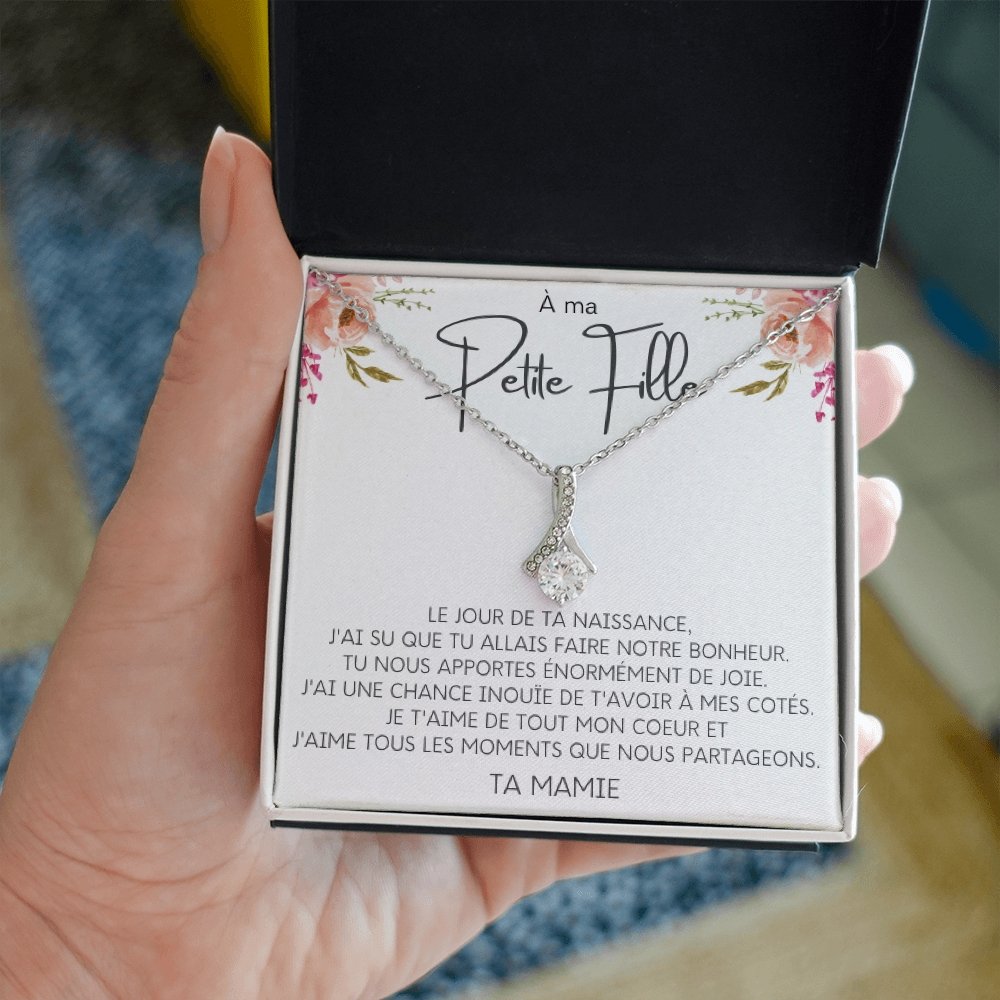 À ma
Petite Fille
LE JOUR DE TA NAISSANCE,
J'AI SU QUE TU ALLAIS FAIRE NOTRE BONHEUR.
TU NOUS APPORTES ÉNORMÉMENT DE JOIE.
J'AI UNE CHANCE INOUÏE DE T'AVOIR À MES COTÉS.
JE T'AIME DE TOUT MON COEUR ET
J'AIME TOUS LES MOMENTS QUE NOUS PARTAGEONS.
TA MAMIE